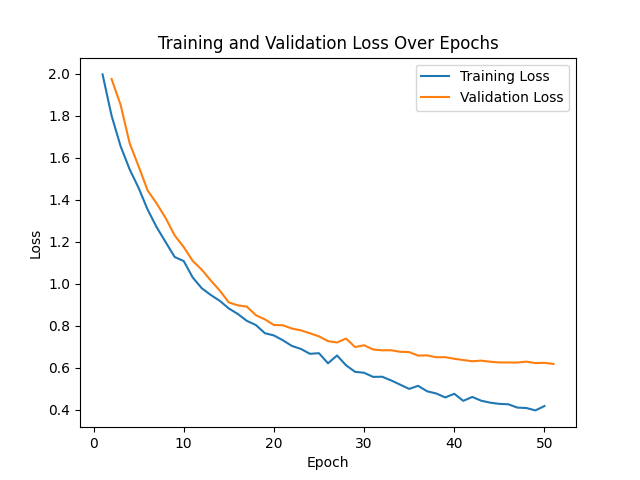 Training and Validation Loss Over Epochs
Training Loss
Validation Loss
Loss
2.0
1.8
1.6
1.4
1.2
1.0
0.8
0.6
0.4
0 10 20 30 40 50
Epoch